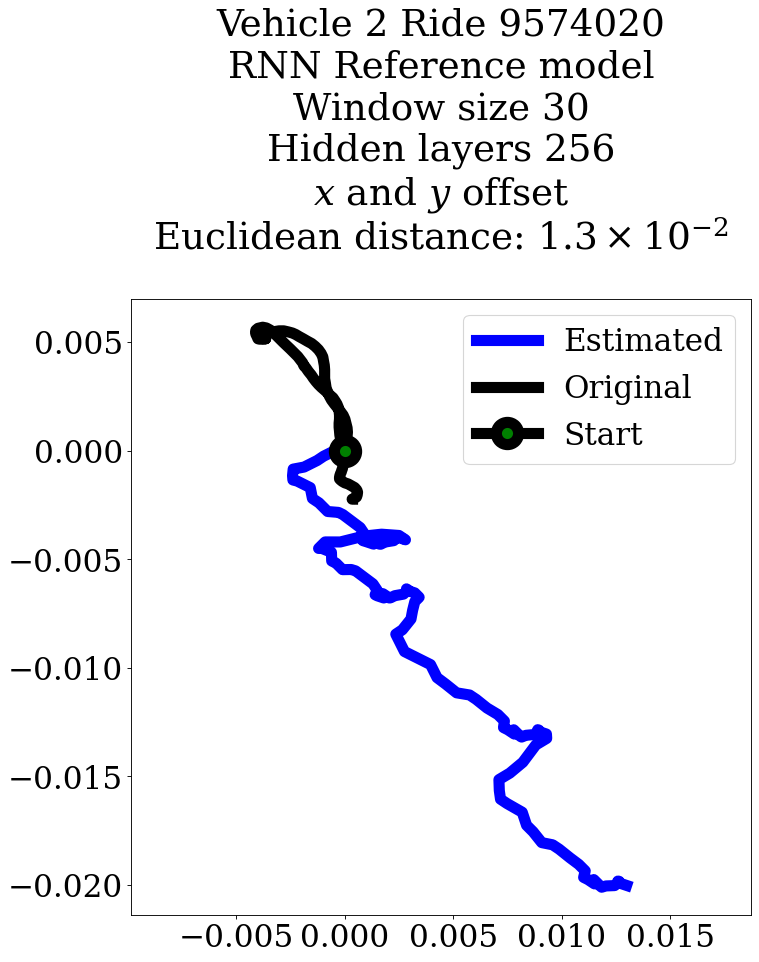 Vehicle 2 Ride 9574020
RNN Reference model
Window size 30
Hidden layers 256
x and y offset
Euclidean distance: 1.3 × 10⁻²
Estimated
Original
Start
0.005
0.000
−0.005
−0.010
−0.015
−0.020
−0.005 0.000 0.005 0.010 0.015